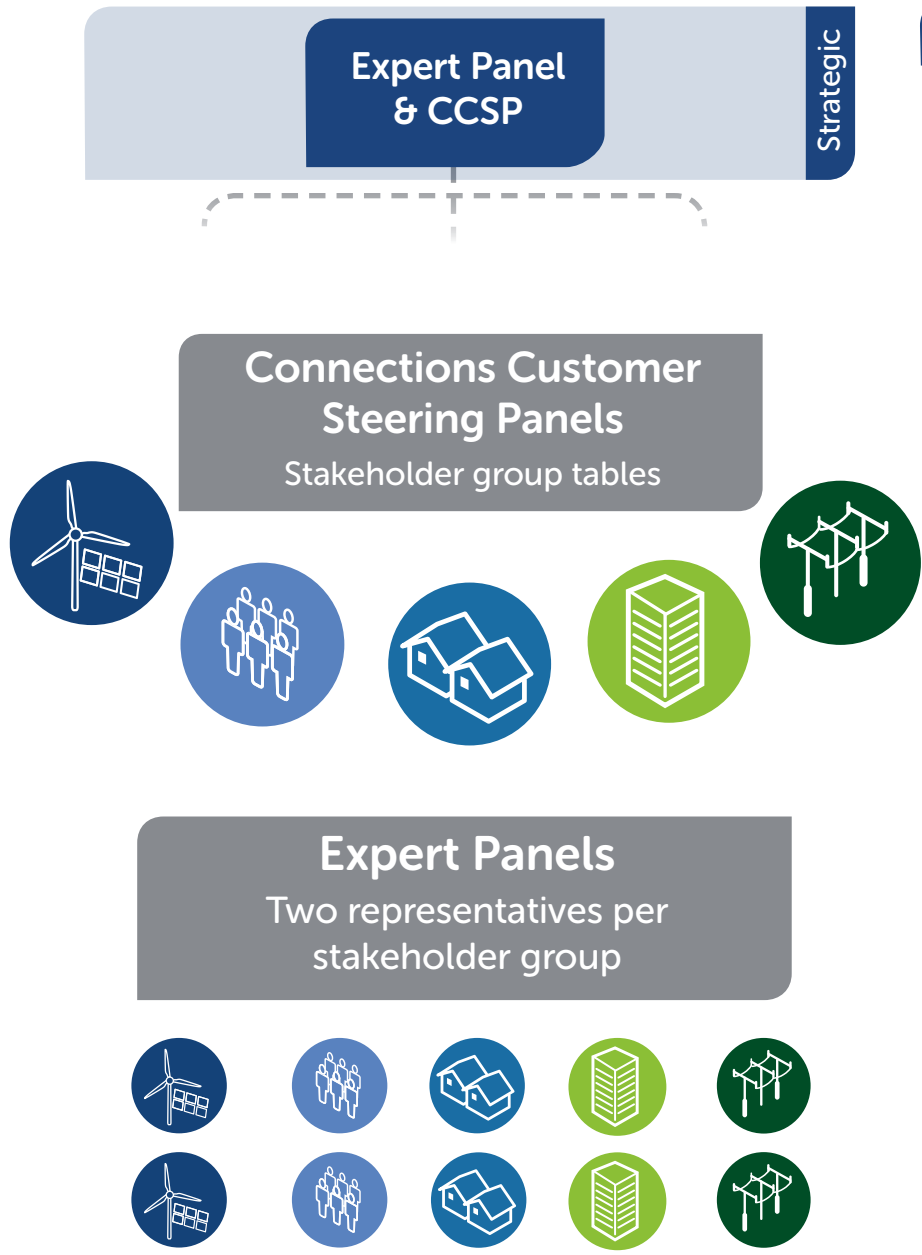 Expert Panel
& CCSP
Strategic
Connections Customer
Steering Panels
Stakeholder group tables
Expert Panels
Two representatives per
stakeholder group